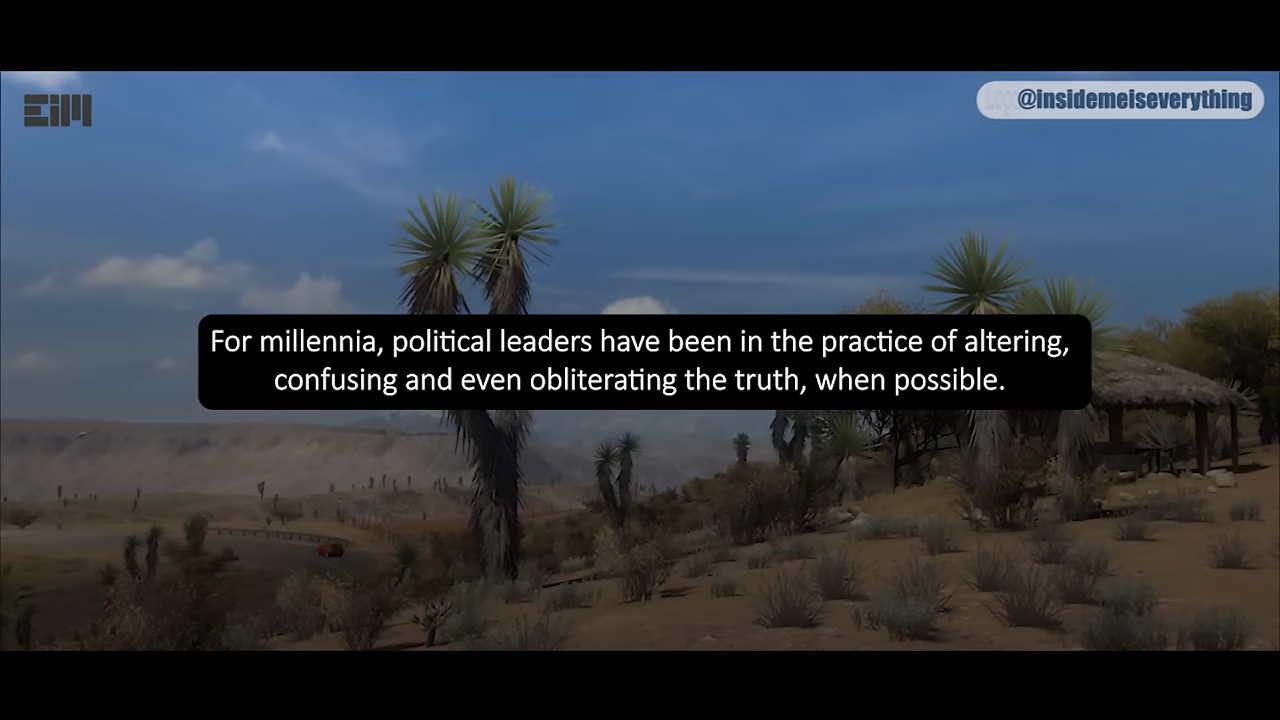 EiM
@insidemeiseverything
For millennia, political leaders have been in the practice of altering,
confusing and even obliterating the truth, when possible.